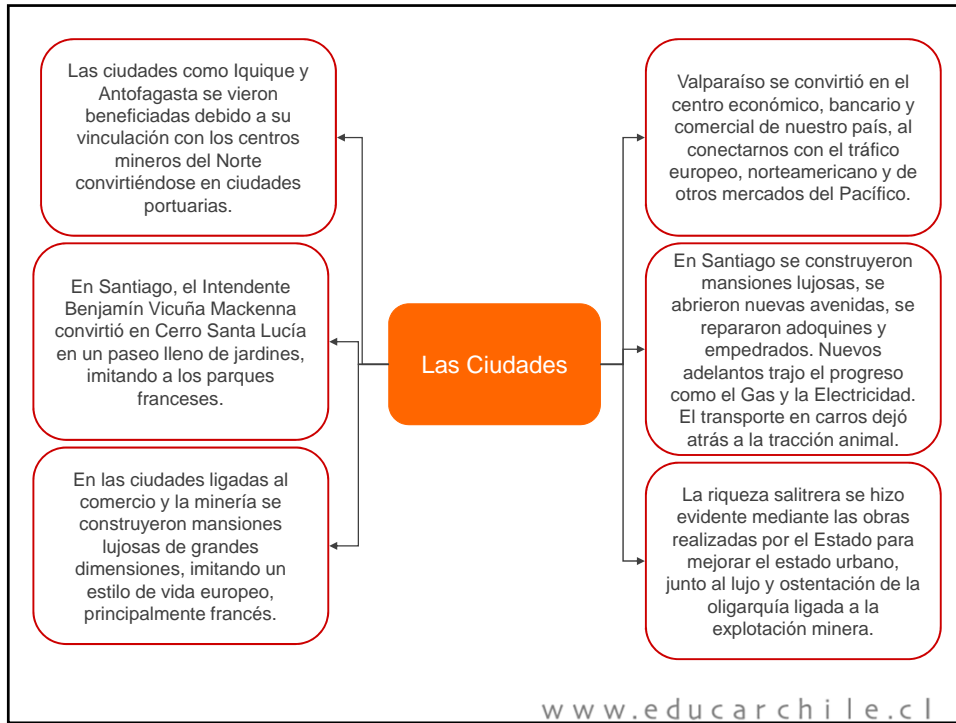 Las ciudades como Iquique y
Antofagasta se vieron
beneficiadas debido a su
vinculación con los centros
mineros del Norte
convirtiéndose en ciudades
portuarias.
En Santiago, el Intendente
Benjamín Vicuña Mackenna
convirtió en Cerro Santa Lucía
en un paseo lleno de jardines,
imitando a los parques
franceses.
En las ciudades ligadas al
comercio y la minería se
construyeron mansiones
lujosas de grandes
dimensiones, imitando un
estilo de vida europeo,
principalmente francés.
Las Ciudades
Valparaíso se convirtió en el
centro económico, bancario y
comercial de nuestro país, al
conectarnos con el tráfico
europeo, norteamericano y de
otros mercados del Pacífico.
En Santiago se construyeron
mansiones lujosas, se
abrieron nuevas avenidas, se
repararon adoquines y
empedrados. Nuevos
adelantos trajo el progreso
como el Gas y la Electricidad.
El transporte en carros dejó
atrás a la tracción animal.
La riqueza salitrera se hizo
evidente mediante las obras
realizadas por el Estado para
mejorar el estado urbano,
junto al lujo y ostentación de la
oligarquía ligada a la
explotación minera.
www.educarchile.cl